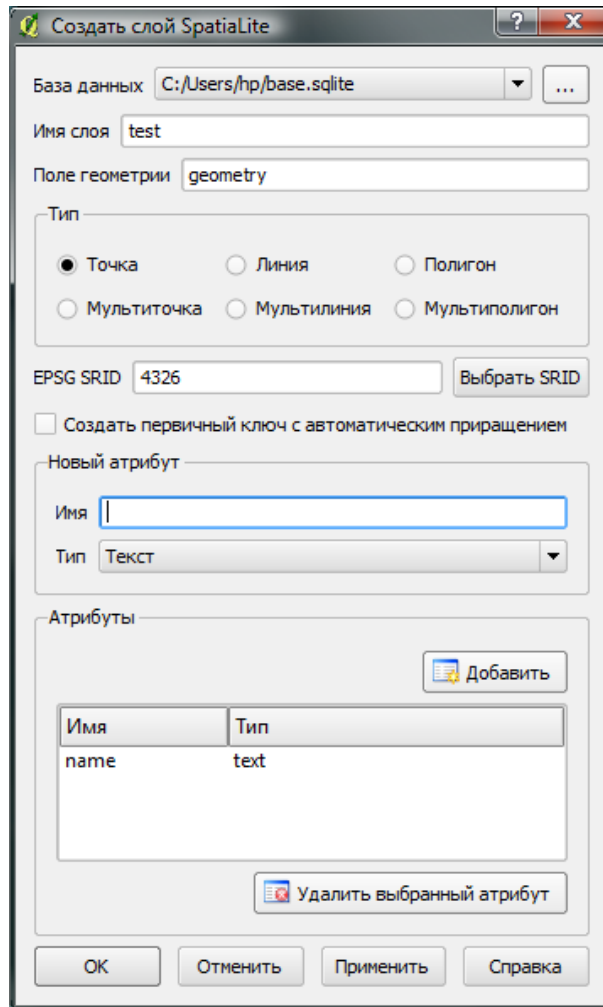 Создать слой SpatiaLite
База данных C:/Users/hp/base.sqlite ...
Имя слоя test
Поле геометрии geometry
Тип
Точка Линия Полигон
Мультиточка Мультилиния Мультиполигон
EPSG SRID 4326 Выбрать SRID
Создать первичный ключ с автоматическим приращением
Новый атрибут
Имя
Тип Текст
Атрибуты
Добавить
Имя Тип
name text
Удалить выбранный атрибут
OK Отменить Применить Справка